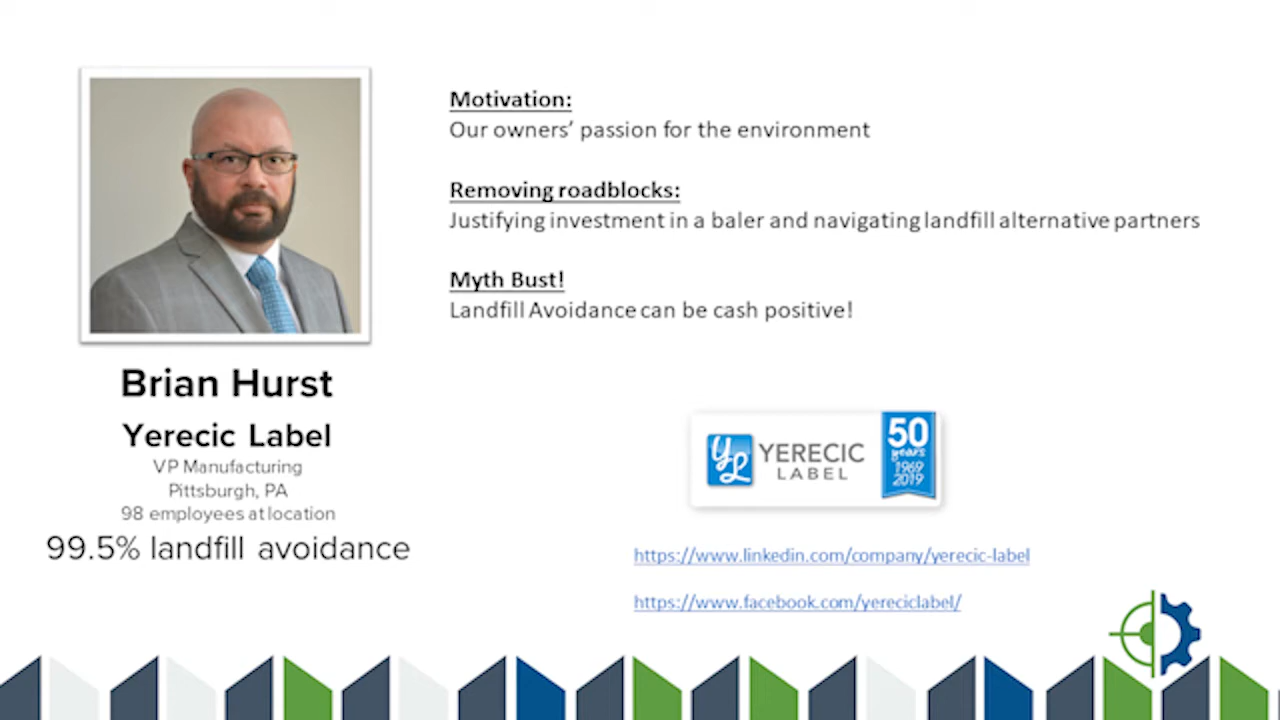 Motivation:
Our owners’ passion for the environment
Removing roadblocks:
Justifying investment in a baler and navigating landfill alternative partners
Myth Bust!
Landfill Avoidance can be cash positive!
Brian Hurst
Yerecic Label
VP Manufacturing
Pittsburgh, PA
98 employees at location
99.5% landfill avoidance
YL
YERECIC
LABEL
50
years
1969
2019
https://www.linkedin.com/company/yerecic-label
https://www.facebook.com/yereciclabel/